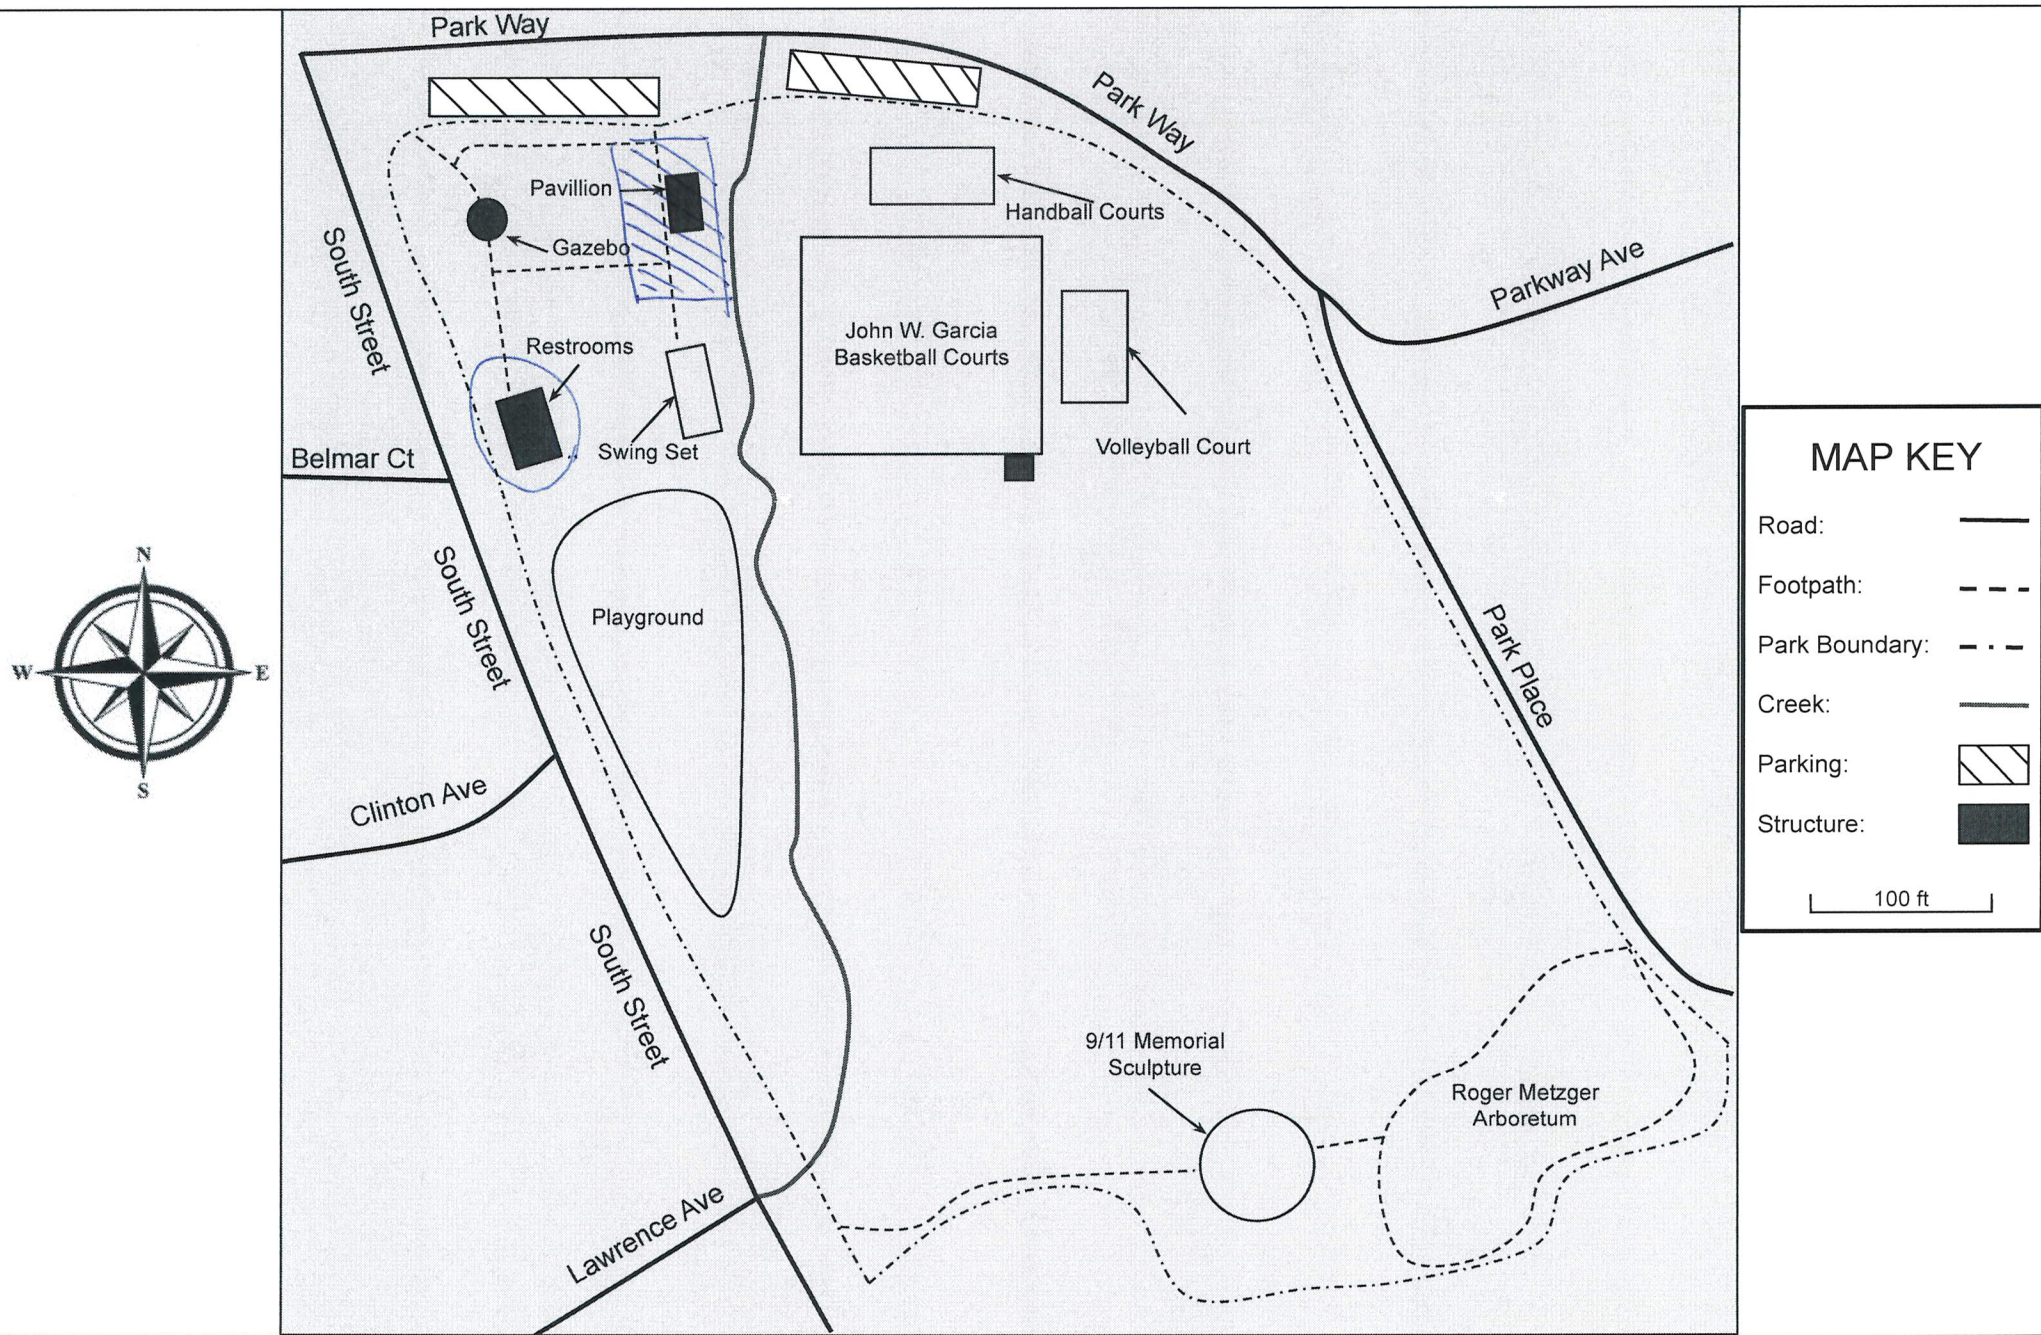 Park Way
Park Way
Pavillion
Handball Courts
Gazebo
South Street
Parkway Ave
John W. Garcia
Basketball Courts
Restrooms
Swing Set
Volleyball Court
Belmar Ct
MAP KEY
Road:
Footpath:
Park Boundary:
Creek:
Parking:
Structure:
100 ft
N
W
E
S
South Street
Playground
Park Place
Clinton Ave
South Street
9/11 Memorial
Sculpture
Roger Metzger
Arboretum
Lawrence Ave